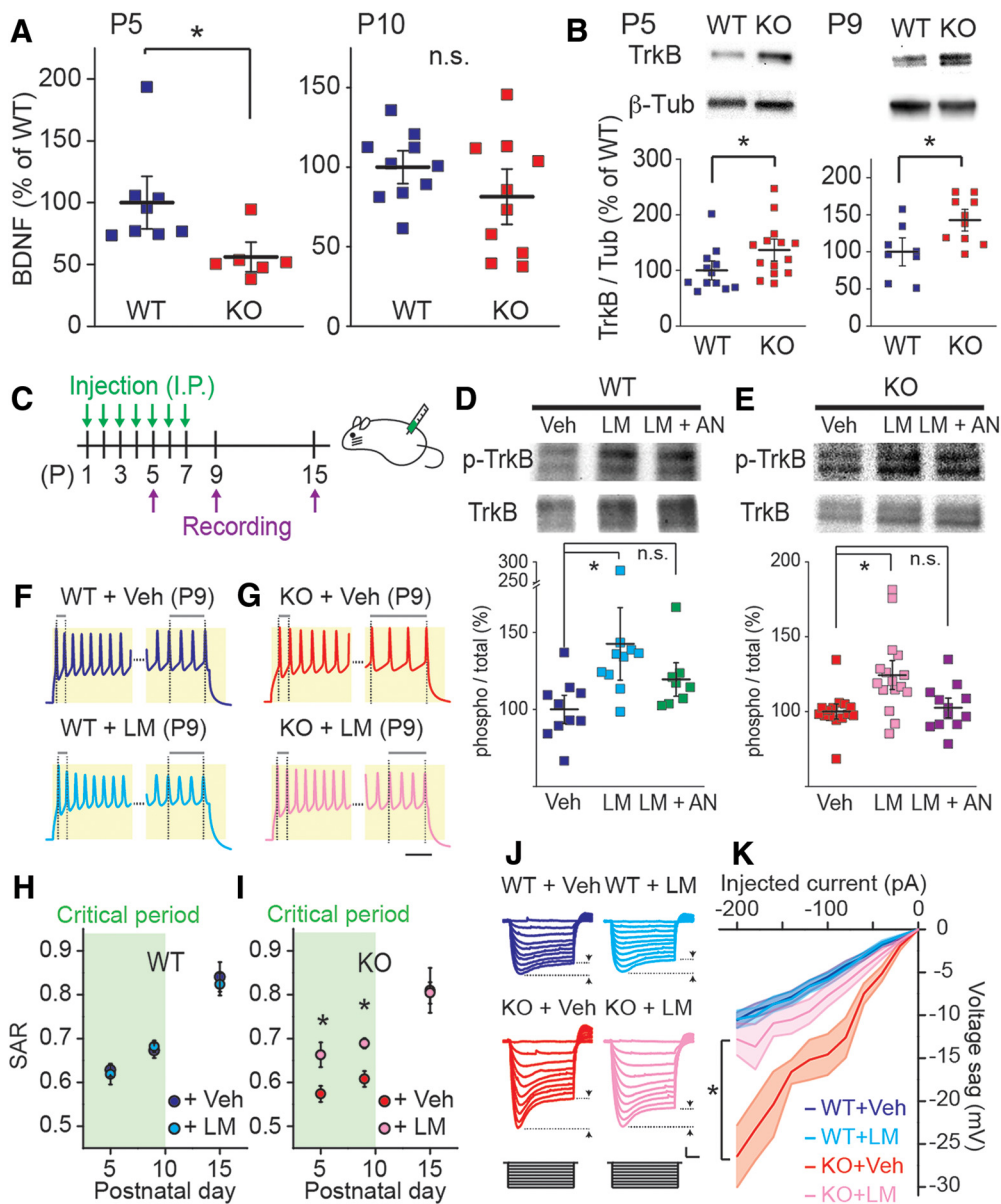 A
P5
*
BDNF (% of WT)
200
150
100
50
0
WT
KO
P10
n.s.
150
100
50
0
WT
KO
B
P5
WT KO
P9
WT KO
TrkB
β-Tub
TrkB / Tub (% of WT)
300
200
100
0
*
WT
KO
200
150
100
50
0
*
WT
KO
C
Injection (I.P.)
(P)
1 3 5 7 9 15
Recording
D
WT
Veh LM LM + AN
p-TrkB
TrkB
phospho / total (%)
300
250
150
100
*
n.s.
Veh LM LM + AN
E
KO
Veh LM LM + AN
p-TrkB
TrkB
phospho / total (%)
200
150
100
*
n.s.
Veh LM LM + AN
F
WT + Veh (P9)
WT + LM (P9)
G
KO + Veh (P9)
KO + LM (P9)
H
Critical period
WT
SAR
0.9
0.8
0.7
0.6
0.5
+ Veh
+ LM
5 10 15
Postnatal day
I
Critical period
KO
0.9
0.8
0.7
0.6
0.5
*
*
+ Veh
+ LM
5 10 15
Postnatal day
J
WT + Veh
WT + LM
KO + Veh
KO + LM
K
Injected current (pA)
-200 -100 0
0
-5
-10
-15
-20
-25
-30
Voltage sag (mV)
*
WT+Veh
WT+LM
KO+Veh
KO+LM